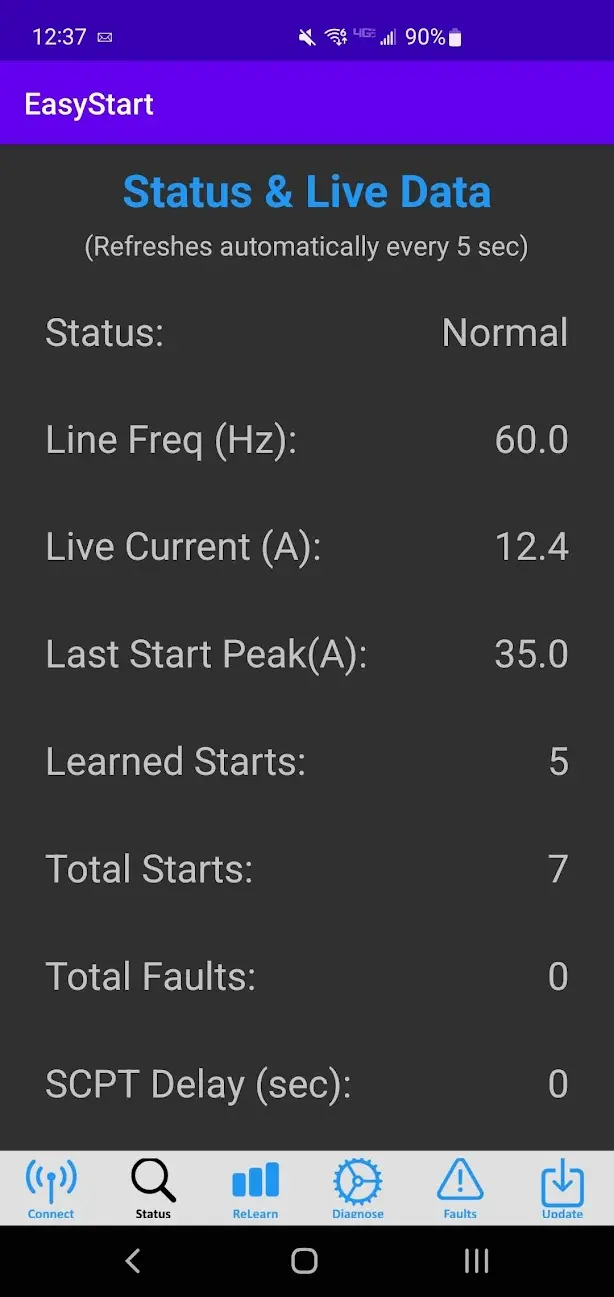 12:37 4GE 90%
EasyStart
Status & Live Data
(Refreshes automatically every 5 sec)
Status: Normal
Line Freq (Hz): 60.0
Live Current (A): 12.4
Last Start Peak(A): 35.0
Learned Starts: 5
Total Starts: 7
Total Faults: 0
SCPT Delay (sec): 0
Connect Status ReLearn Diagnose Faults Update